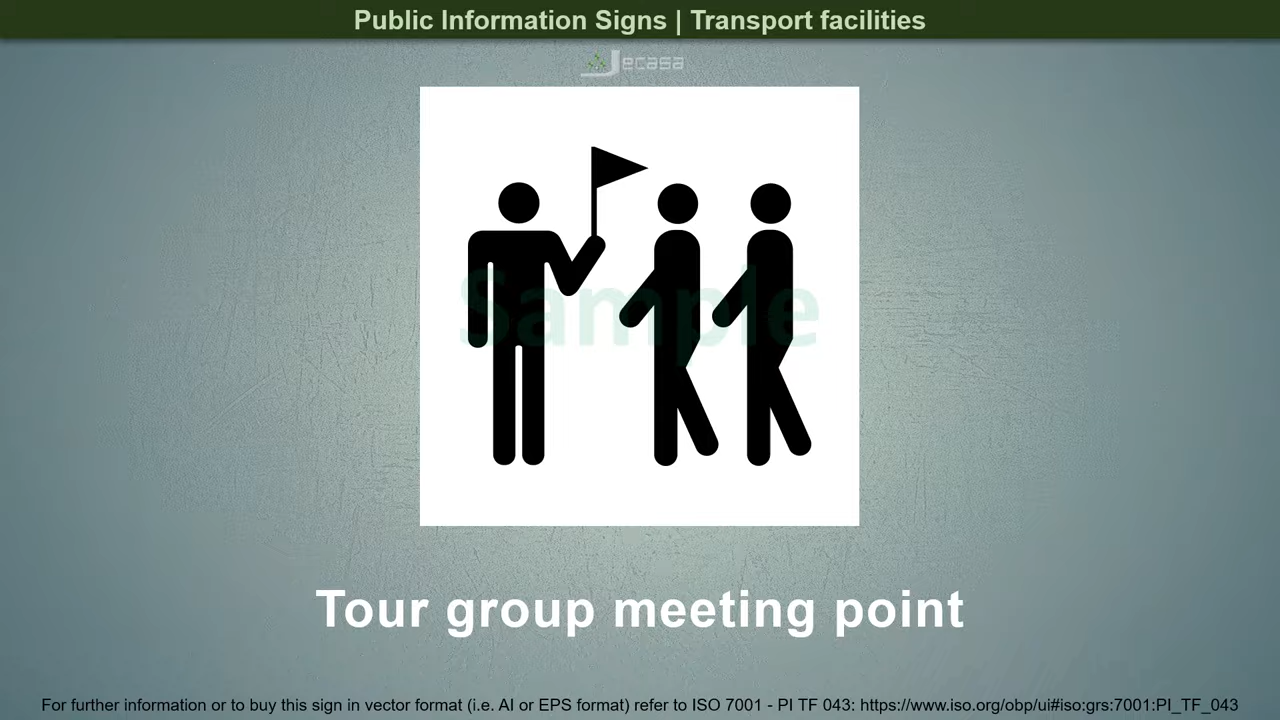 Public Information Signs | Transport facilities
Jecasa
Sample
Tour group meeting point
For further information or to buy this sign in vector format (i.e. AI or EPS format) refer to ISO 7001 - PI TF 043: https://www.iso.org/obp/ui#iso:grs:7001:PI_TF_043